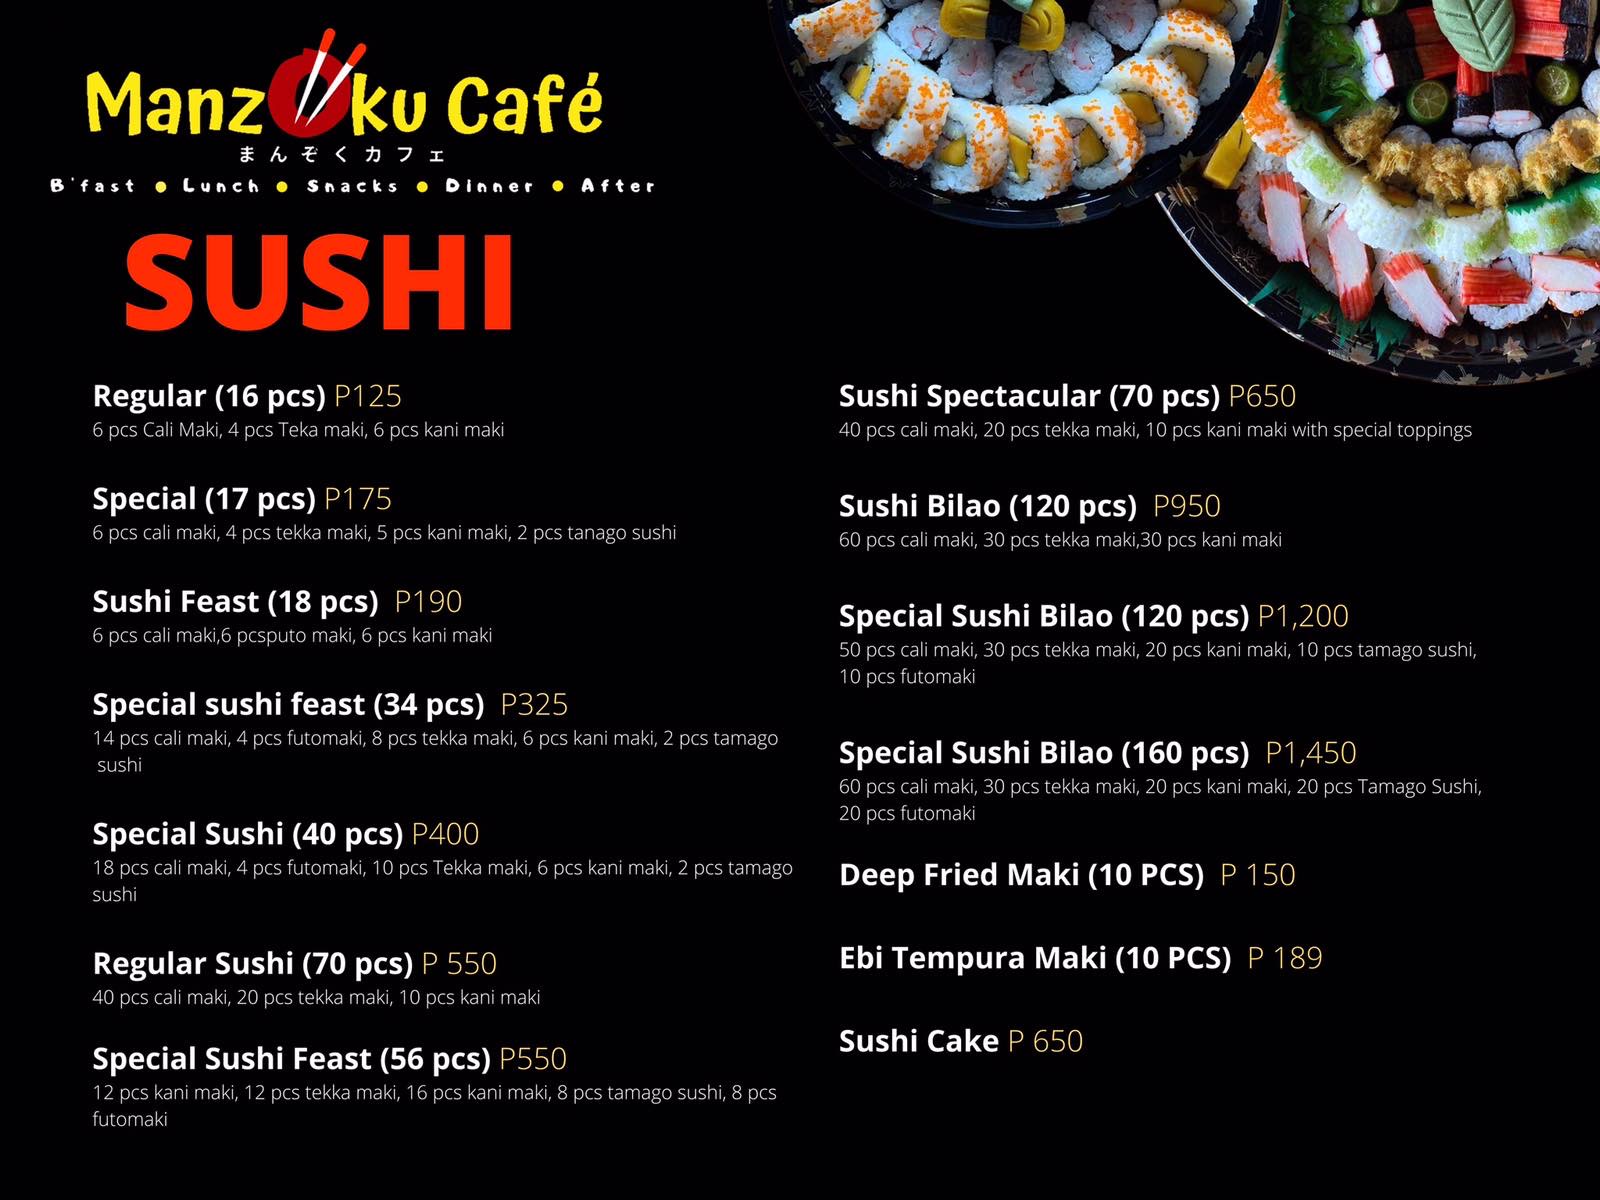 Manzoku Café
まんぞくカフェ
B'fast ● Lunch ● Snacks ● Dinner ● After
SUSHI
Regular (16 pcs) P125
6 pcs Cali Maki, 4 pcs Teka maki, 6 pcs kani maki
Special (17 pcs) P175
6 pcs cali maki, 4 pcs tekka maki, 5 pcs kani maki, 2 pcs tanago sushi
Sushi Feast (18 pcs) P190
6 pcs cali maki,6 pcsputo maki, 6 pcs kani maki
Special sushi feast (34 pcs) P325
14 pcs cali maki, 4 pcs futomaki, 8 pcs tekka maki, 6 pcs kani maki, 2 pcs tamago
sushi
Special Sushi (40 pcs) P400
18 pcs cali maki, 4 pcs futomaki, 10 pcs Tekka maki, 6 pcs kani maki, 2 pcs tamago
sushi
Regular Sushi (70 pcs) P 550
40 pcs cali maki, 20 pcs tekka maki, 10 pcs kani maki
Special Sushi Feast (56 pcs) P550
12 pcs kani maki, 12 pcs tekka maki, 16 pcs kani maki, 8 pcs tamago sushi, 8 pcs
futomaki
Sushi Spectacular (70 pcs) P650
40 pcs cali maki, 20 pcs tekka maki, 10 pcs kani maki with special toppings
Sushi Bilao (120 pcs) P950
60 pcs cali maki, 30 pcs tekka maki,30 pcs kani maki
Special Sushi Bilao (120 pcs) P1,200
50 pcs cali maki, 30 pcs tekka maki, 20 pcs kani maki, 10 pcs tamago sushi,
10 pcs futomaki
Special Sushi Bilao (160 pcs) P1,450
60 pcs cali maki, 30 pcs tekka maki, 20 pcs kani maki, 20 pcs Tamago Sushi,
20 pcs futomaki
Deep Fried Maki (10 PCS) P 150
Ebi Tempura Maki (10 PCS) P 189
Sushi Cake P 650